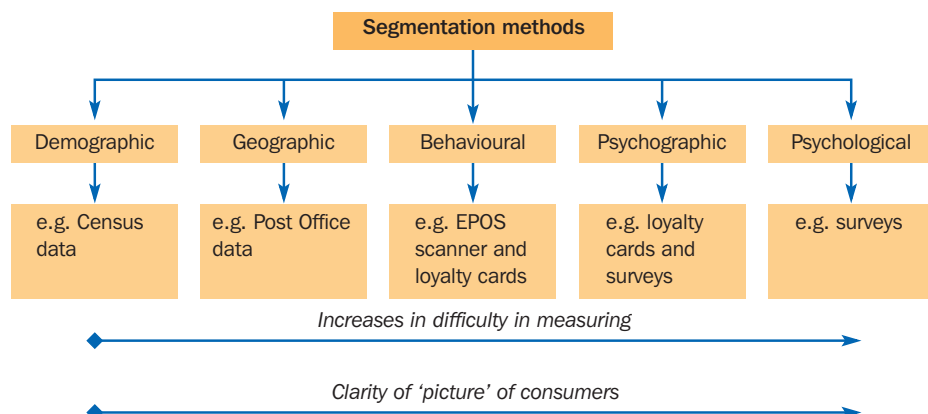 Segmentation methods
Demographic
Geographic
Behavioural
Psychographic
Psychological
e.g. Census
data
e.g. Post Office
data
e.g. EPOS
scanner and
loyalty cards
e.g. loyalty
cards and
surveys
e.g. surveys
Increases in difficulty in measuring
Clarity of ‘picture’ of consumers